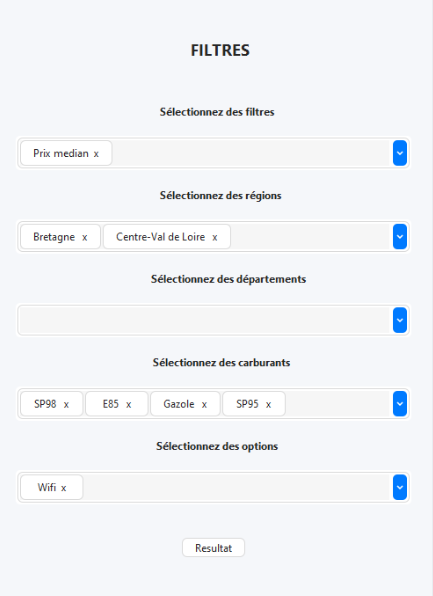 FILTRES
Sélectionnez des filtres
Prix median x
Sélectionnez des régions
Bretagne x Centre-Val de Loire x
Sélectionnez des départements
Sélectionnez des carburants
SP98 x E85 x Gazole x SP95 x
Sélectionnez des options
Wifi x
Resultat